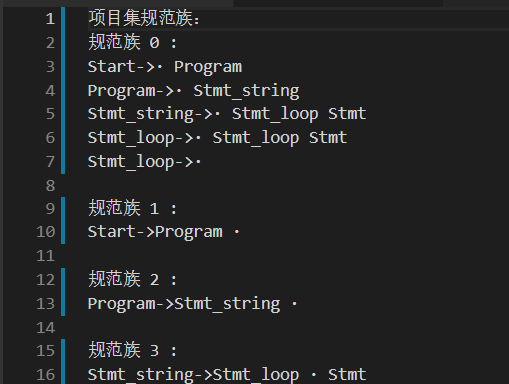 1 项目集规范族：
2 规范族 0 :
3 Start->· Program
4 Program->· Stmt_string
5 Stmt_string->· Stmt_loop Stmt
6 Stmt_loop->· Stmt_loop Stmt
7 Stmt_loop->·
8
9 规范族 1 :
10 Start->Program ·
11
12 规范族 2 :
13 Program->Stmt_string ·
14
15 规范族 3 :
16 Stmt_string->Stmt_loop · Stmt